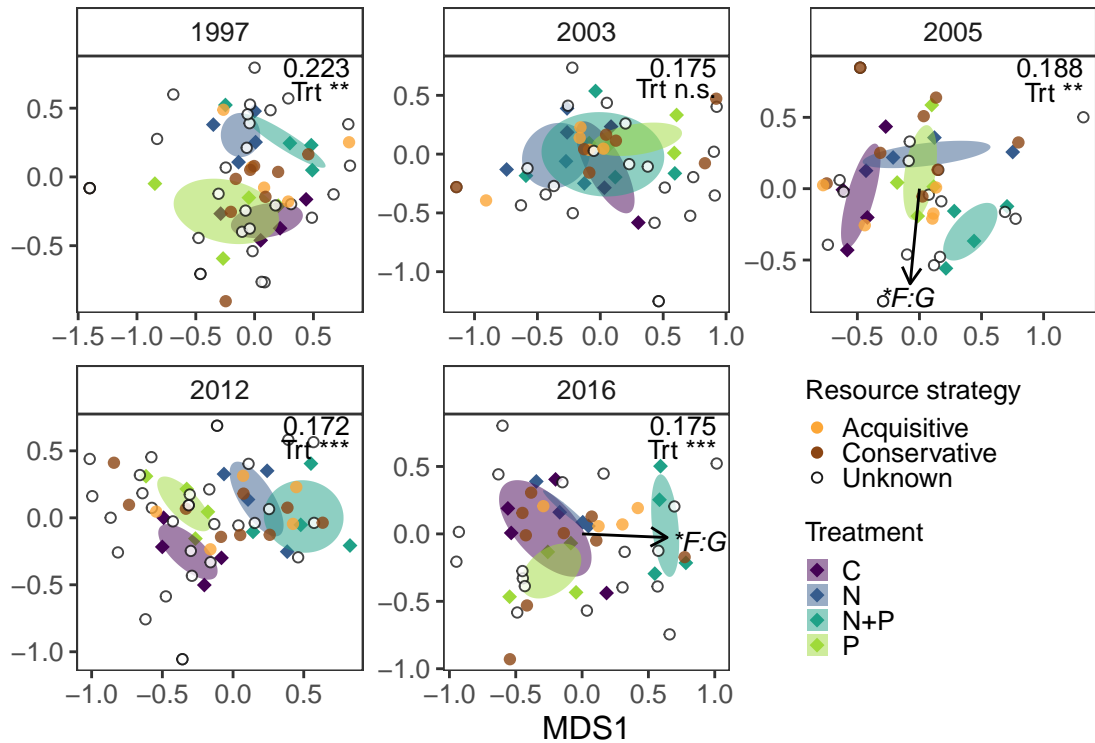 1997
2003
2005
0.223
Trt **
0.175
Trt n.s.
0.188
Trt **
0.5
0.0
−0.5
0.5
0.0
−0.5
−1.0
0.5
0.0
−0.5
*F:G
−1.5 −1.0 −0.5 0.0 0.5
−1.0 −0.5 0.0 0.5 1.0
−0.5 0.0 0.5 1.0
2012
2016
0.172
Trt ***
0.175
Trt ***
0.5
0.0
−0.5
−1.0
0.5
0.0
−0.5
−1.0
*F:G
−1.0 −0.5 0.0 0.5
−1.0 −0.5 0.0 0.5 1.0
MDS1
Resource strategy
Acquisitive
Conservative
Unknown
Treatment
C
N
N+P
P